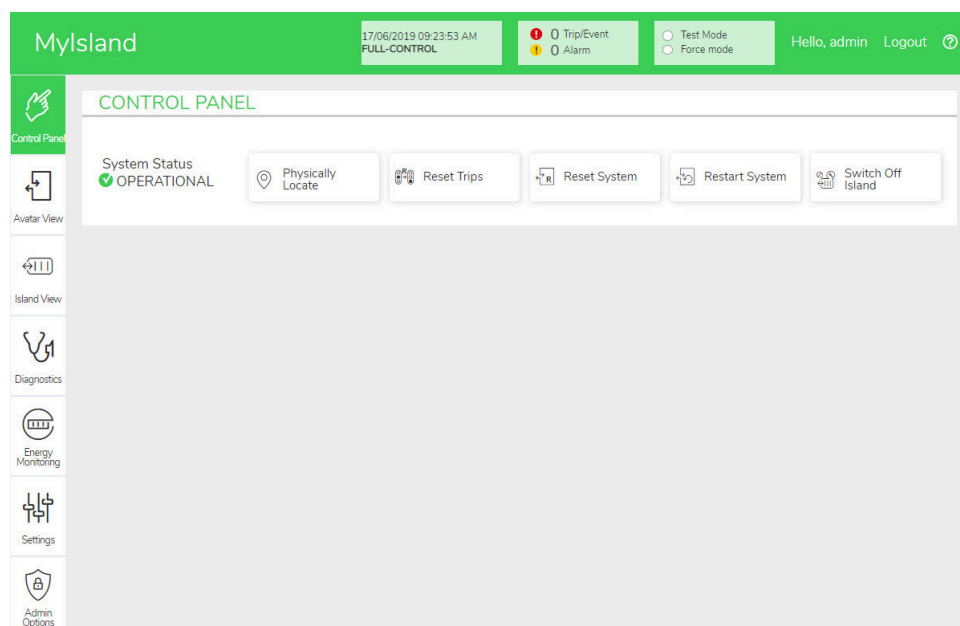 MyIsland
17/06/2019 09:23:53 AM
FULL-CONTROL
0 Trip/Event
0 Alarm
Test Mode
Force mode
Hello, admin
Logout
Control Panel
Avatar View
Island View
Diagnostics
Energy
Monitoring
Settings
Admin
Options
CONTROL PANEL
System Status
OPERATIONAL
Physically
Locate
Reset Trips
Reset System
Restart System
Switch Off
Island